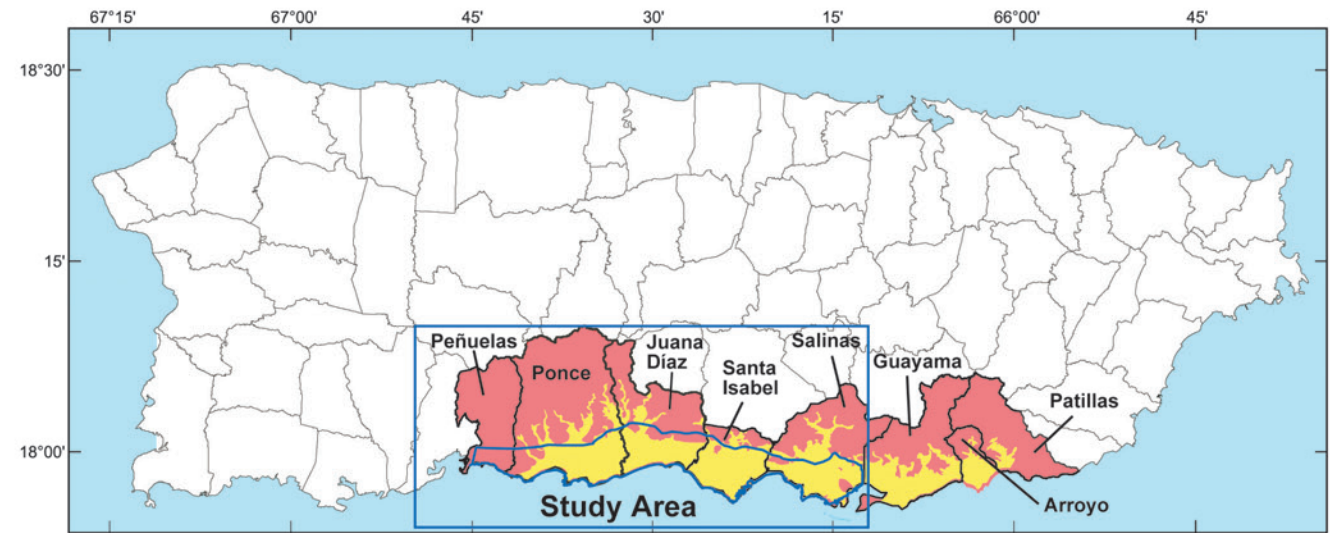 67°15' 67°00' 45' 30' 15' 66°00' 45'
18°30'
15'
18°00'
Peñuelas
Ponce
Juana
Díaz
Santa
Isabel
Salinas
Guayama
Patillas
Arroyo
Study Area